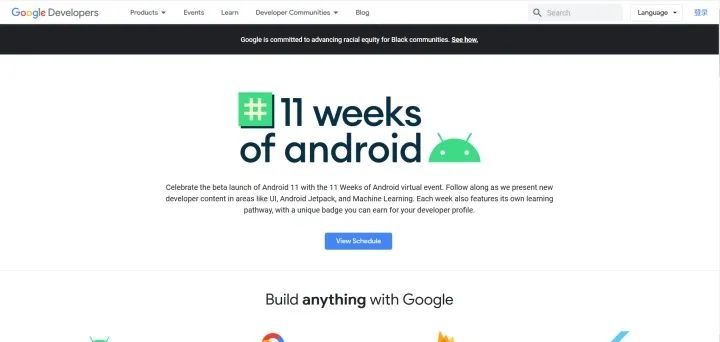 Google Developers Products Events Learn Developer Communities Blog Search Language 登录
Google is committed to advancing racial equity for Black communities. See how.
# 11 weeks
of android
Celebrate the beta launch of Android 11 with the 11 Weeks of Android virtual event. Follow along as we present new
developer content in areas like UI, Android Jetpack, and Machine Learning. Each week also features its own learning
pathway, with a unique badge you can earn for your developer profile.
View Schedule
Build anything with Google